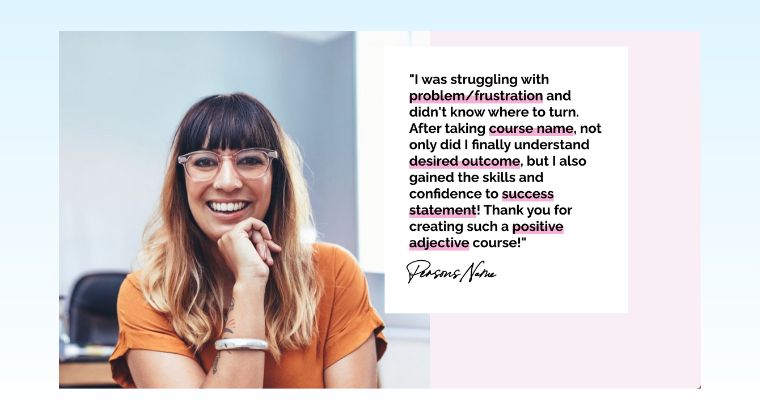 "I was struggling with
problem/frustration and
didn't know where to turn.
After taking course name, not
only did I finally understand
desired outcome, but I also
gained the skills and
confidence to success
statement! Thank you for
creating such a positive
adjective course!"
Persons Name